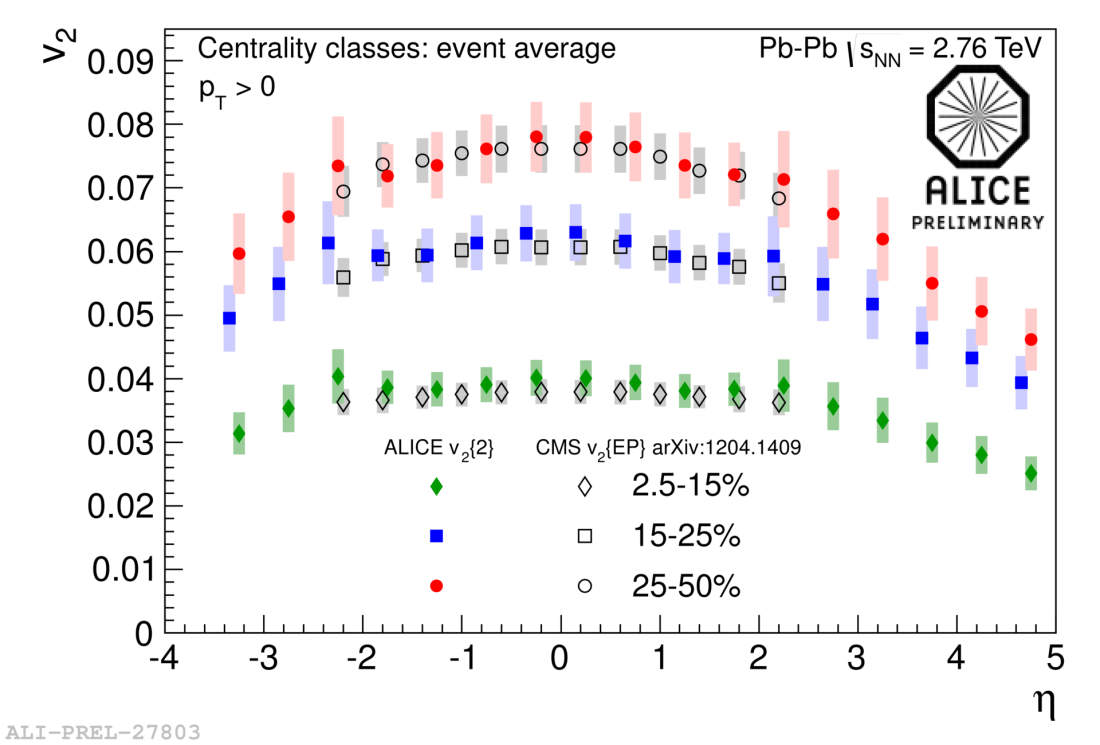 v2
Centrality classes: event average
Pb-Pb √sNN = 2.76 TeV
pT > 0
ALICE
PRELIMINARY
0.09
0.08
0.07
0.06
0.05
0.04
0.03
0.02
0.01
0
ALICE v2{2}
CMS v2{EP} arXiv:1204.1409
2.5-15%
15-25%
25-50%
-4 -3 -2 -1 0 1 2 3 4 5
η
ALI-PREL-27803